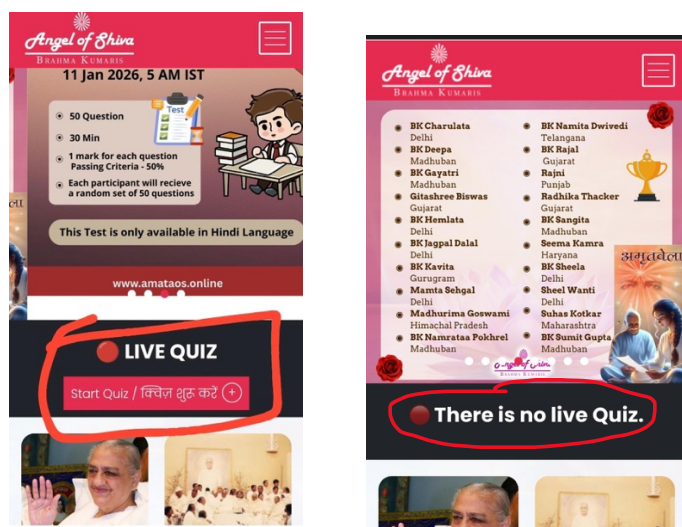 Angel of Shiva
BRAHMA KUMARIS
11 Jan 2026, 5 AM IST
50 Question
30 Min
1 mark for each question
Passing Criteria - 50%
Each participant will recieve
a random set of 50 questions
Test
This Test is only available in Hindi Language
www.amataos.online
LIVE QUIZ
Start Quiz / क्विज़ शुरू करें
Angel of Shiva
BRAHMA KUMARIS
BK Charulata
Delhi
BK Deepa
Madhuban
BK Gayatri
Madhuban
Gitashree Biswas
Gujarat
BK Hemlata
Delhi
BK Jagpal Dalal
Delhi
BK Kavita
Gurugram
Mamta Sehgal
Delhi
Madhurima Goswami
Himachal Pradesh
BK Namrataa Pokhrel
Madhuban
BK Namita Dwivedi
Telangana
BK Rajal
Gujarat
Rajni
Punjab
Radhika Thacker
Gujarat
BK Sangita
Madhuban
Seema Kamra
Haryana
BK Sheela
Delhi
Sheel Wanti
Delhi
Suhas Kotkar
Maharashtra
BK Sumit Gupta
Madhuban
अमृतवेला
There is no live Quiz.